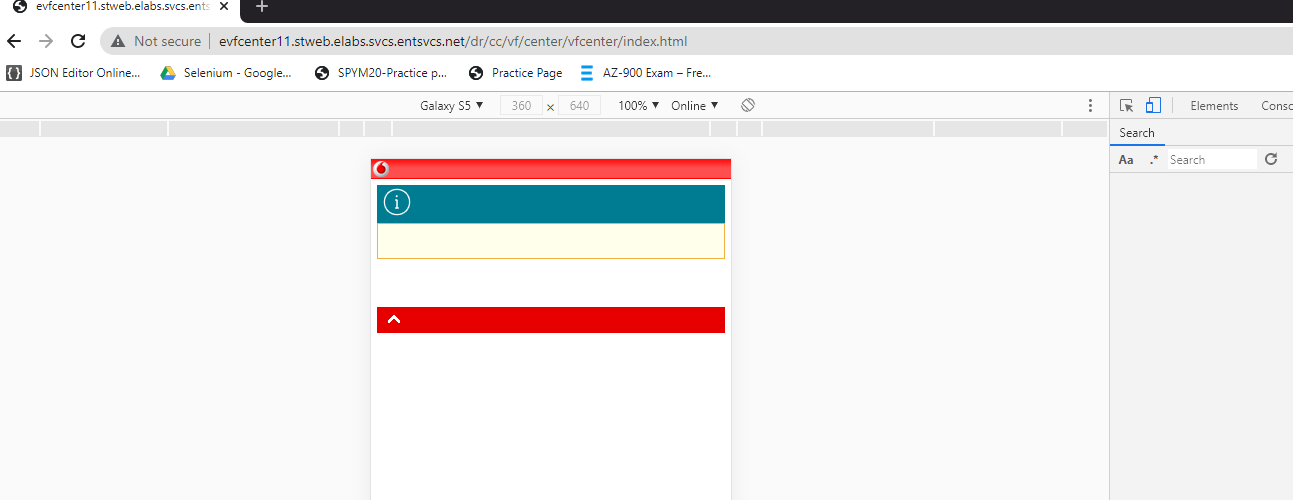 evfcenter11.stweb.elabs.svcs.ents
Not secure evfcenter11.stweb.elabs.svcs.entsvcs.net/dr/cc/vf/center/vfcenter/index.html
JSON Editor Online... Selenium - Google... SPYM20-Practice p... Practice Page AZ-900 Exam – Fre...
Galaxy S5 ▼ 360 × 640 100% ▼ Online ▼ Elements Conso
Search
Aa .* Search
i